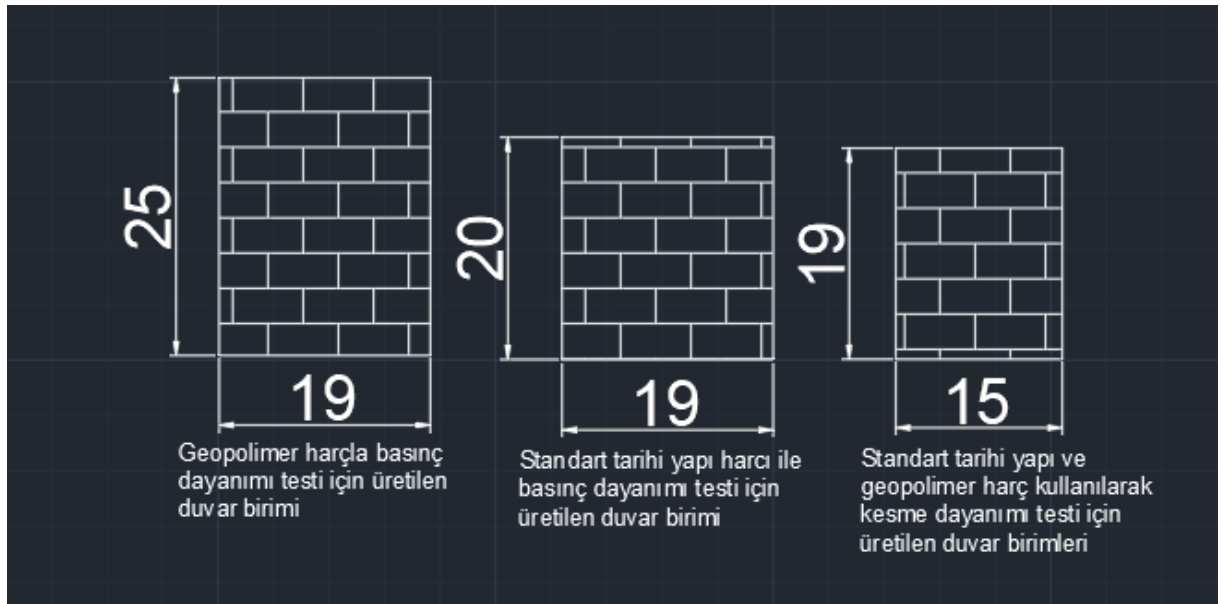 25
19
Geopolimer harçla basınç
dayanımı testi için üretilen
duvar birimi
20
19
Standart tarihi yapı harcı ile
basınç dayanımı testi için
üretilen duvar birimi
19
15
Standart tarihi yapı ve
geopolimer harç kullanılarak
kesme dayanımı testi için
üretilen duvar birimleri